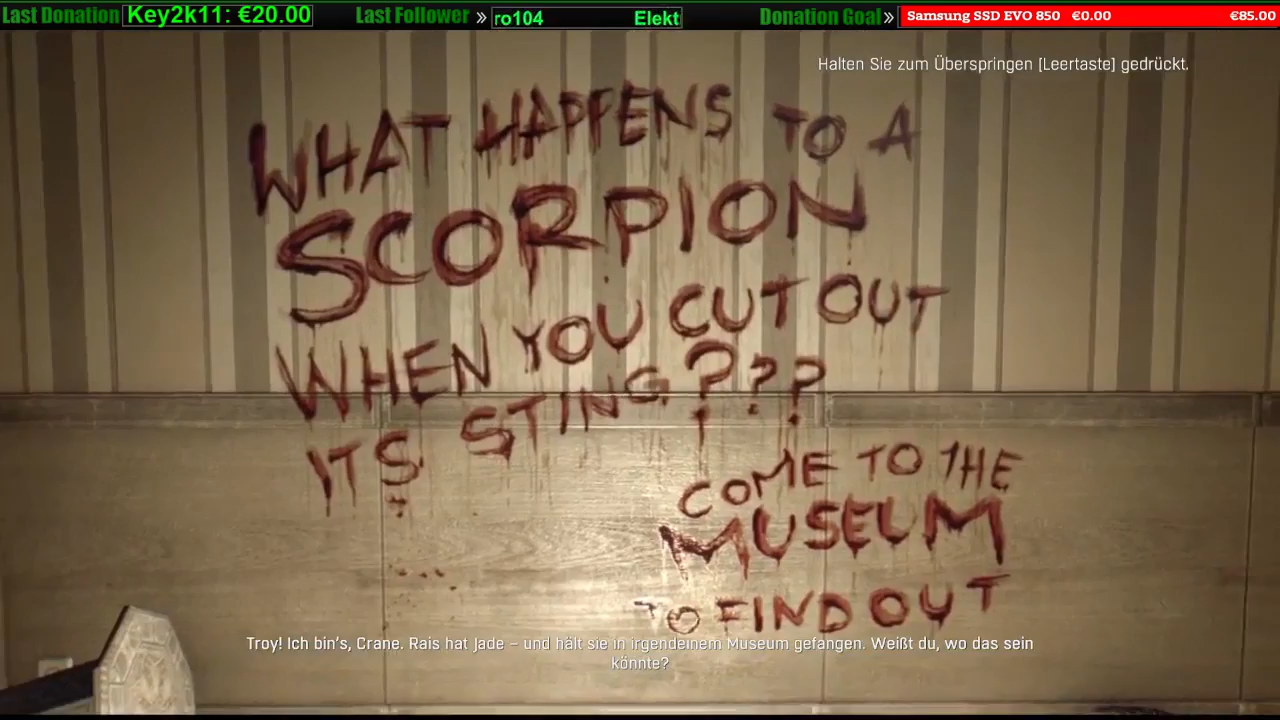 Last Donation Key2k11: €20.00 Last Follower » ro104 Elekt Donation Goal » Samsung SSD EVO 850 €0.00 €85.00
Halten Sie zum Überspringen [Leertaste] gedrückt.
WHAT HAPPENS TO A
SCORPION
WHEN YOU CUT OUT
ITS STING???
COME TO THE
MUSEUM
TO FIND OUT
Troy! Ich bin's, Crane. Rais hat Jade – und hält sie in irgendeinem Museum gefangen. Weißt du, wo das sein
könnte?